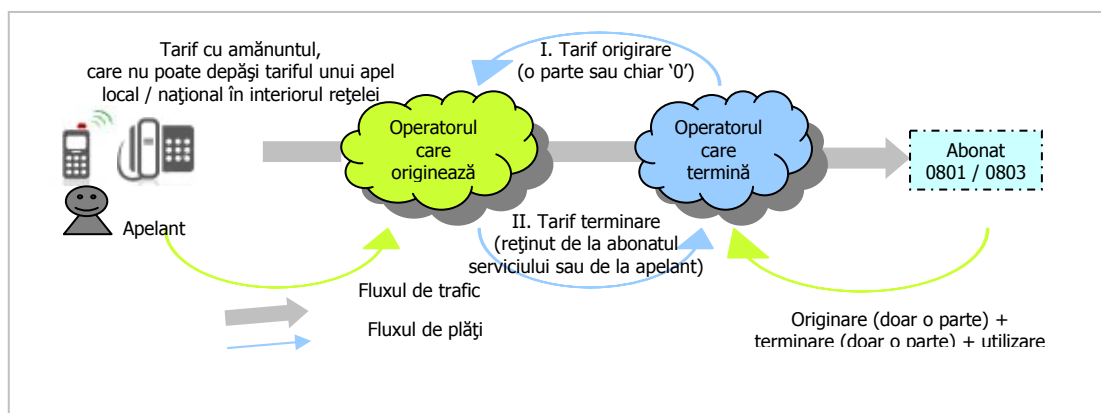 Tarif cu amănuntul,
care nu poate depăşi tariful unui apel
local / naţional în interiorul reţelei
I. Tarif origirare
(o parte sau chiar ‘0’)
Operatorul
care
originează
Operatorul
care
termină
Abonat
0801 / 0803
Apelant
II. Tarif terminare
(reţinut de la abonatul
serviciului sau de la apelant)
Fluxul de trafic
Fluxul de plăţi
Originare (doar o parte) +
terminare (doar o parte) + utilizare